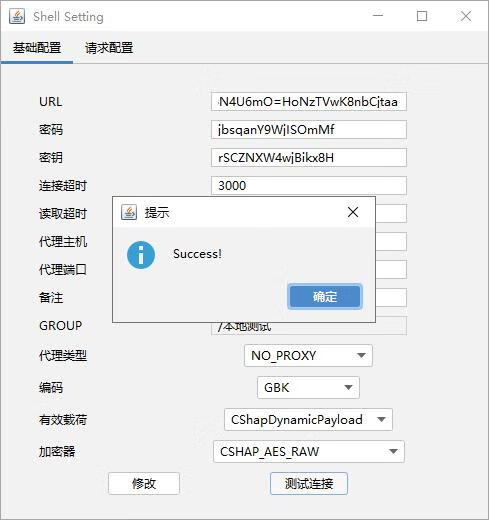 Shell Setting
基础配置 请求配置
URL N4U6mO=HoNzTVwK8nbCjtaa
密码 jbsqanY9WjISOmMf
密钥 rSCZNXW4wjBikx8H
连接超时 3000
读取超时
提示
代理主机
Success!
代理端口
备注
确定
GROUP /本地测试
代理类型 NO_PROXY
编码 GBK
有效载荷 CShapDynamicPayload
加密器 CSHAP_AES_RAW
修改 测试连接